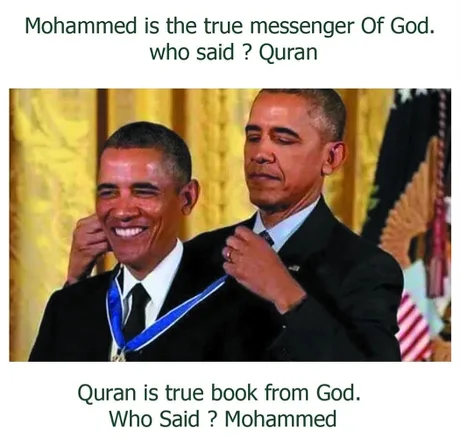 Mohammed is the true messenger Of God.
who said ? Quran
Quran is true book from God.
Who Said ? Mohammed